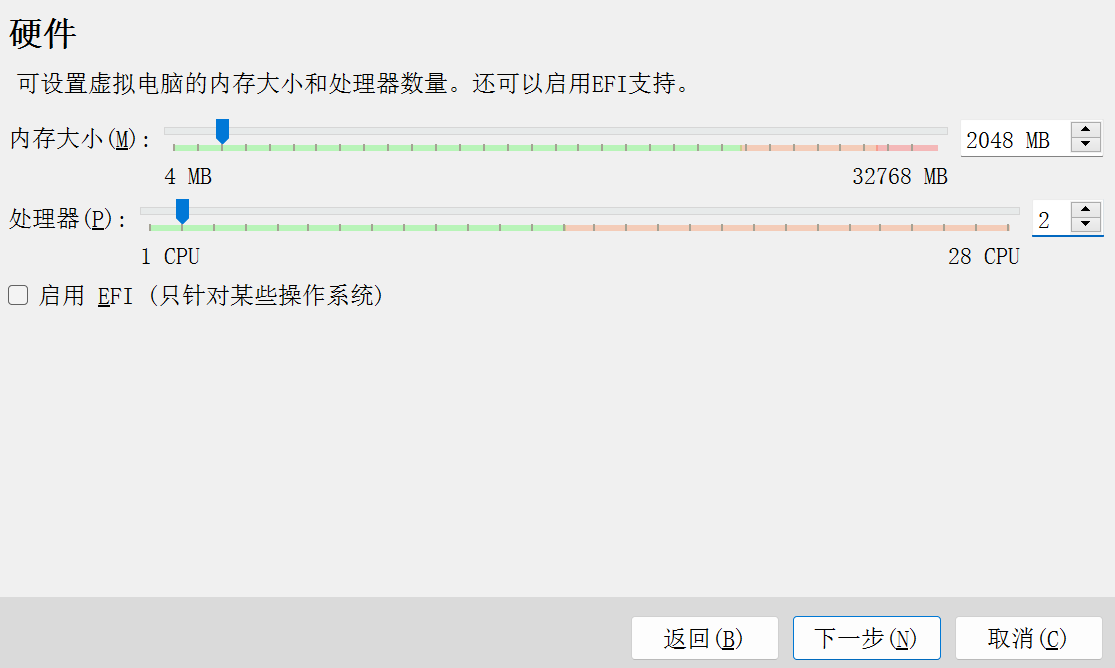 硬件
可设置虚拟电脑的内存大小和处理器数量。还可以启用EFI支持。
内存大小(M): 2048 MB
4 MB 32768 MB
处理器(P): 2
1 CPU 28 CPU
启用 EFI (只针对某些操作系统)
返回(B) 下一步(N) 取消(C)